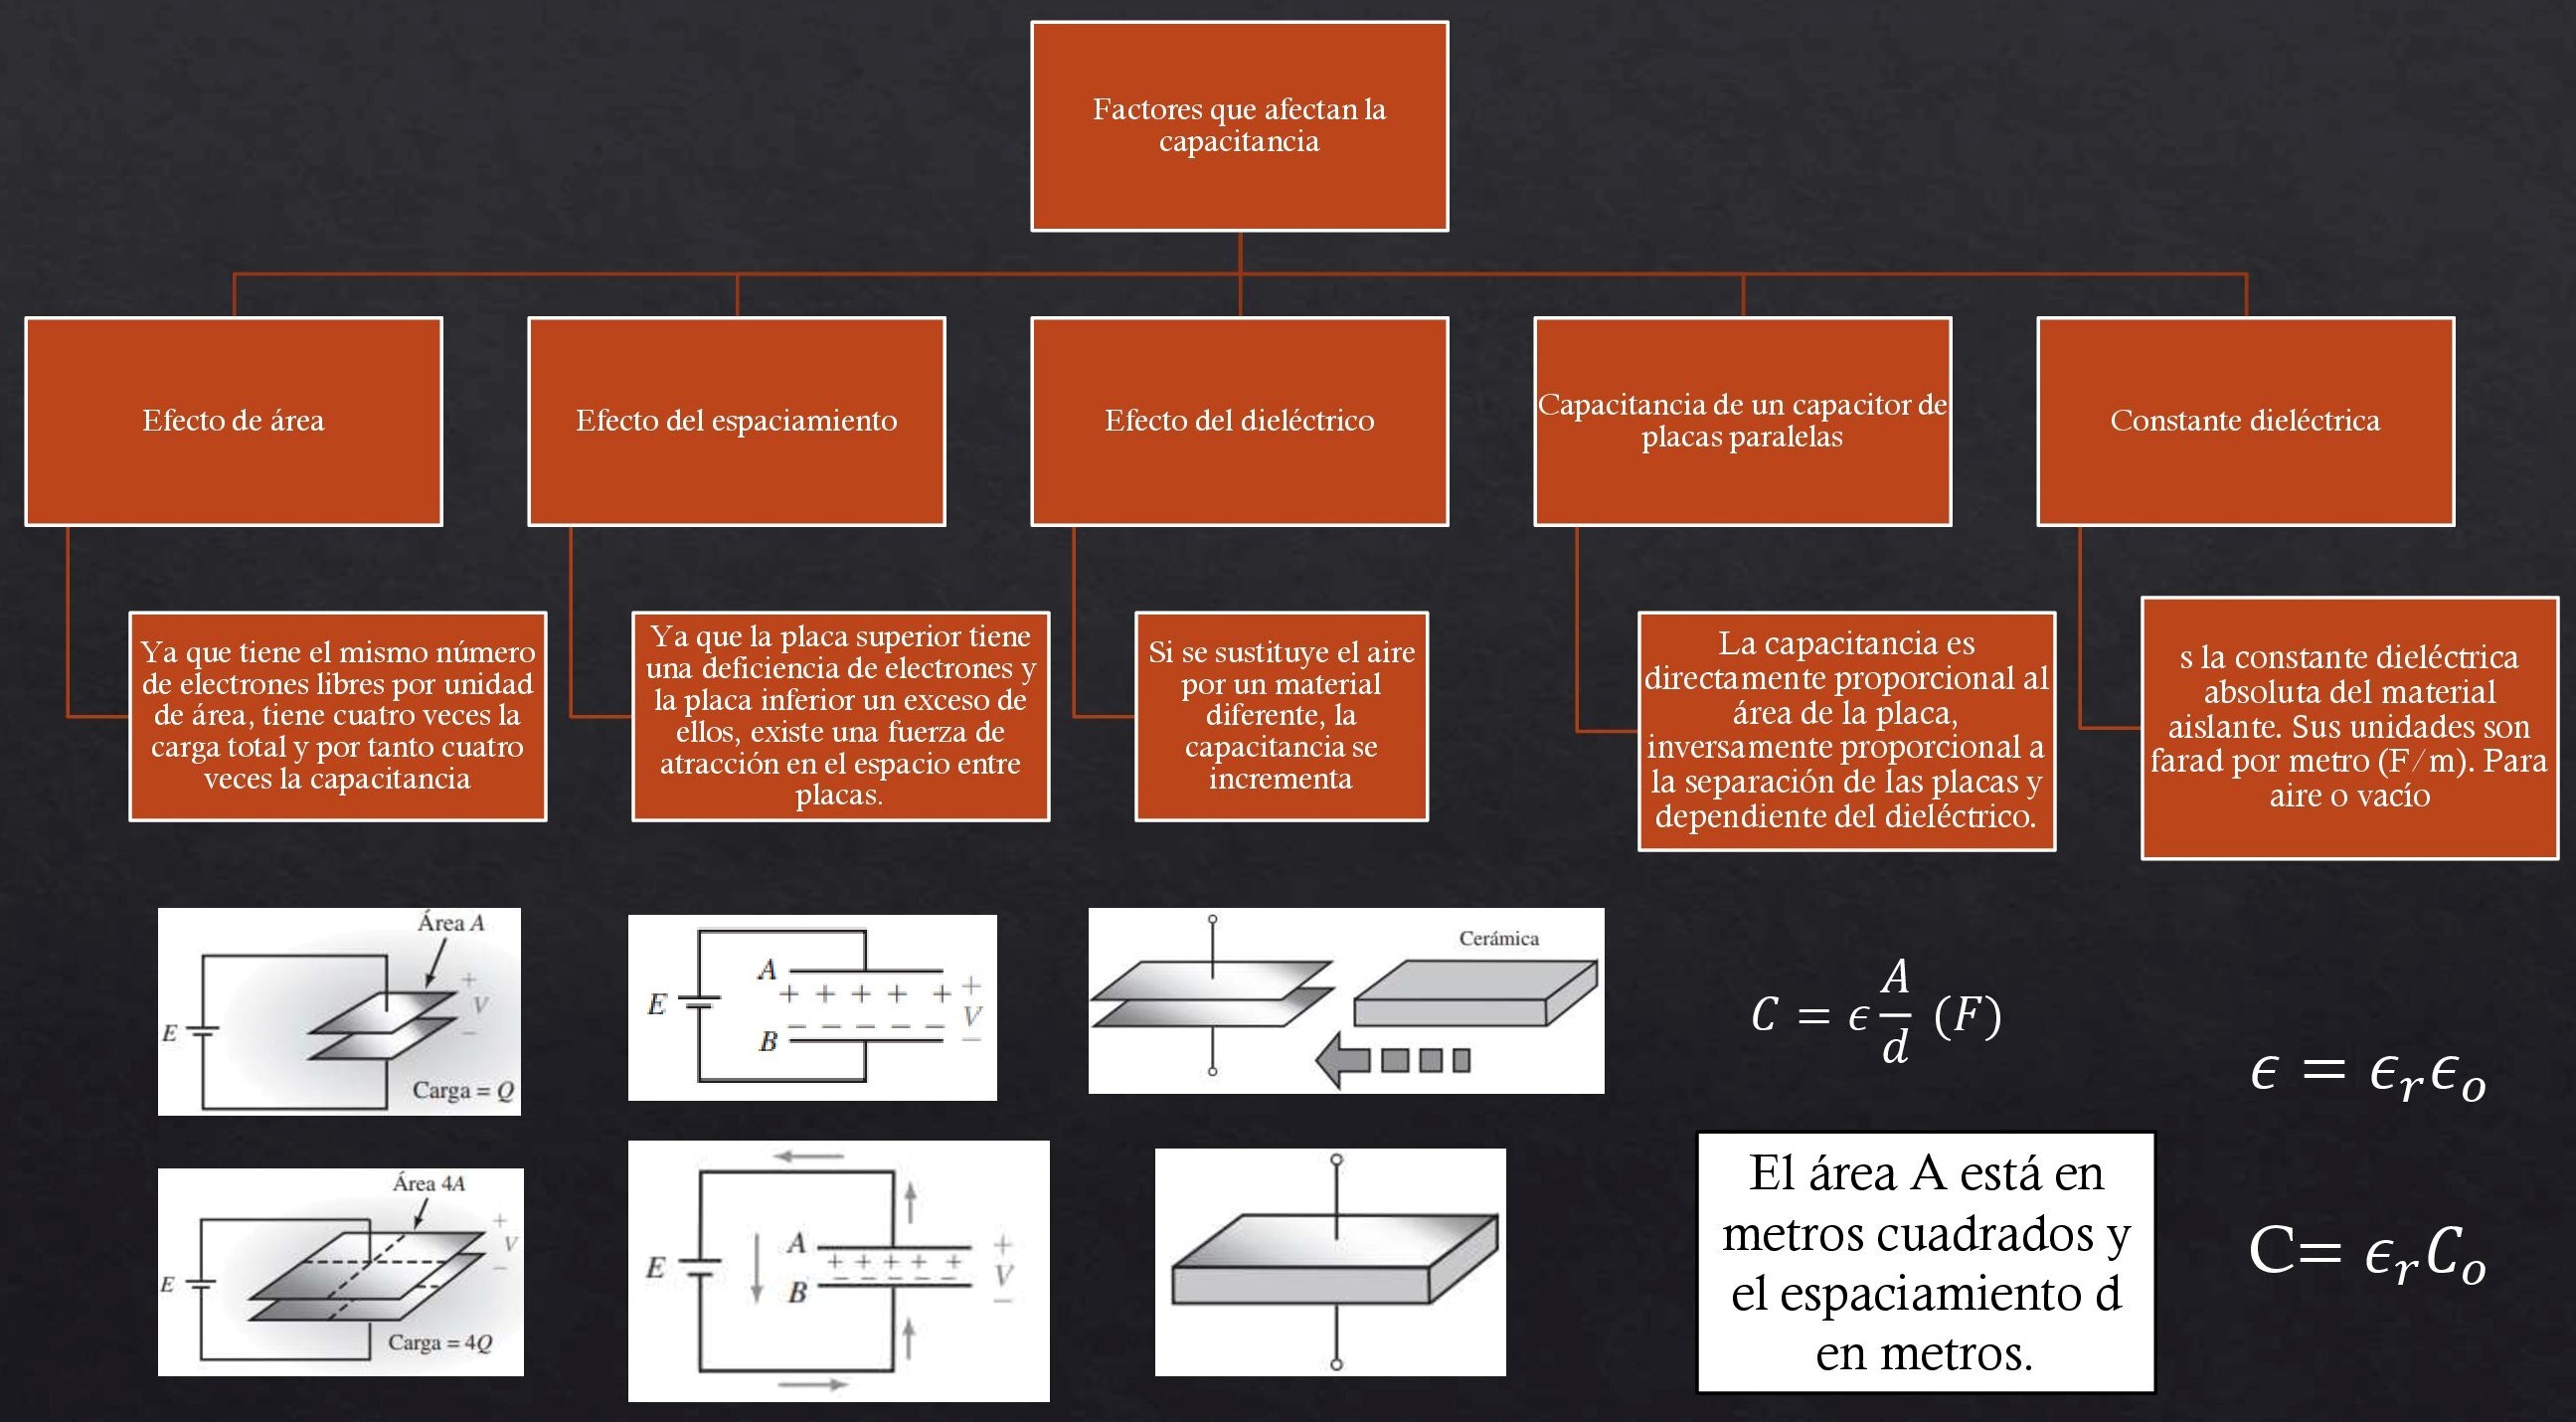 Factores que afectan la
capacitancia
Efecto de área
Efecto del espaciamiento
Efecto del dieléctrico
Capacitancia de un capacitor de
placas paralelas
Constante dieléctrica
Ya que tiene el mismo número
de electrones libres por unidad
de área, tiene cuatro veces la
carga total y por tanto cuatro
veces la capacitancia
Ya que la placa superior tiene
una deficiencia de electrones y
la placa inferior un exceso de
ellos, existe una fuerza de
atracción en el espacio entre
placas.
Si se sustituye el aire
por un material
diferente, la
capacitancia se
incrementa
La capacitancia es
directamente proporcional al
área de la placa,
inversamente proporcional a
la separación de las placas y
dependiente del dieléctrico.
s la constante dieléctrica
absoluta del material
aislante. Sus unidades son
farad por metro (F/m). Para
aire o vacío
Área A
+
V
−
E
Carga = Q
A
+ + + + +
E
− − − − −
B
+
V
−
Cerámica
C = ϵ A/d (F)
ϵ = ϵ_r ϵ_o
Área 4A
+
V
−
E
Carga = 4Q
A
+ + + + +
E
− − − − −
B
+
V
−
El área A está en
metros cuadrados y
el espaciamiento d
en metros.
C= ϵ_r C_o